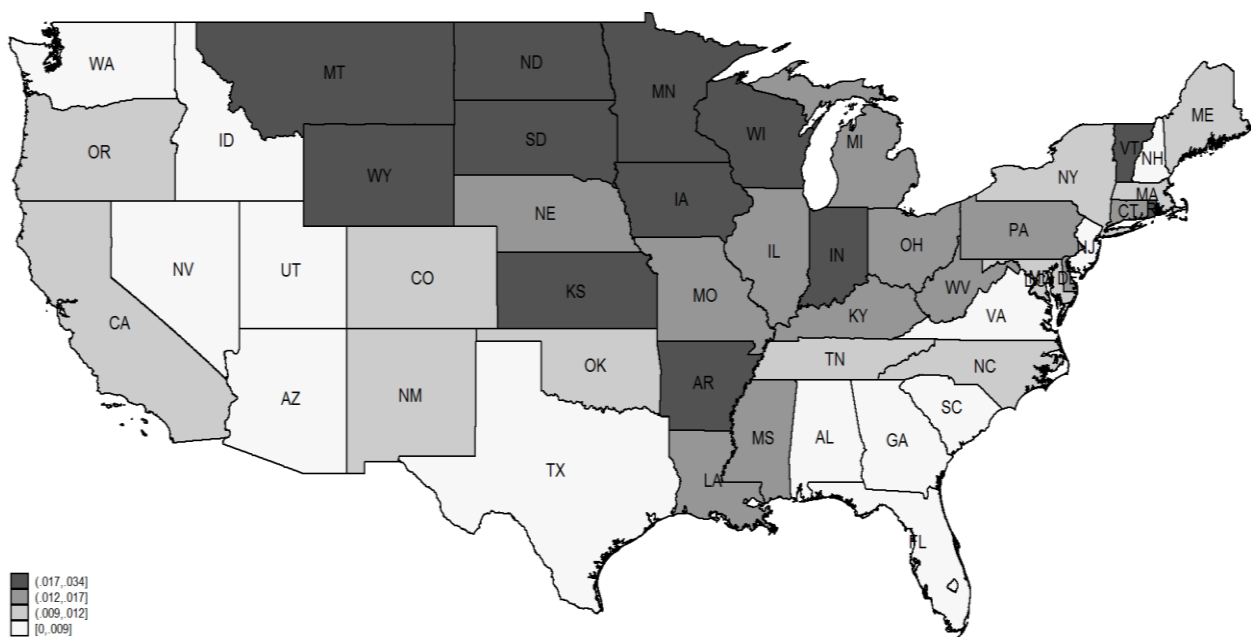 WA
MT
ND
MN
ME
OR
ID
SD
WI
MI
VT
NH
WY
NY
IA
MA
NE
CT
PA
NV
UT
CO
IL
IN
OH
NJ
KS
MO
WV
DE
CA
KY
VA
OK
TN
NC
AZ
NM
AR
SC
MS
AL
GA
TX
LA
FL
(.017,.034]
(.012,.017]
(.009,.012]
[0,.009]